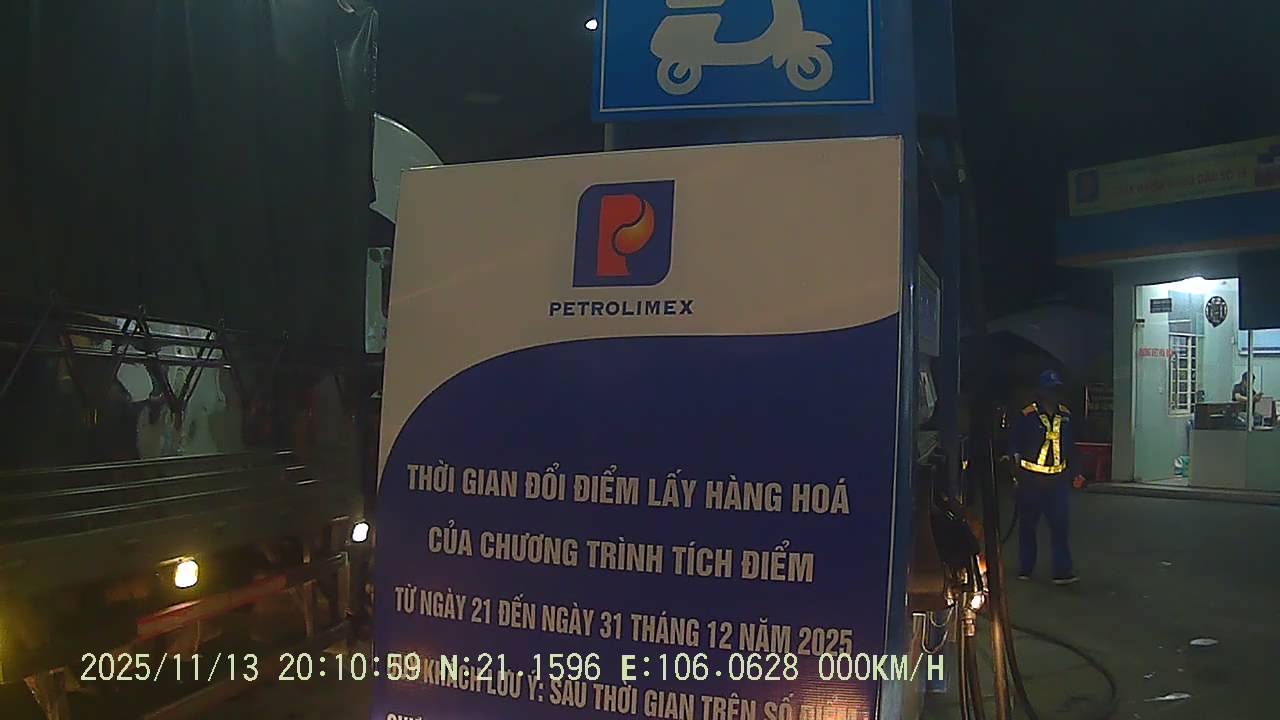 PETROLIMEX
THỜI GIAN ĐỔI ĐIỂM LẤY HÀNG HOÁ
CỦA CHƯƠNG TRÌNH TÍCH ĐIỂM
TỪ NGÀY 21 ĐẾN NGÀY 31 THÁNG 12 NĂM 2025
KHÁCH LƯU Ý: SAU THỜI GIAN TRÊN SỐ ĐIỂM
2025/11/13 20:10:59 N:21.1596 E:106.0628 000KM/H